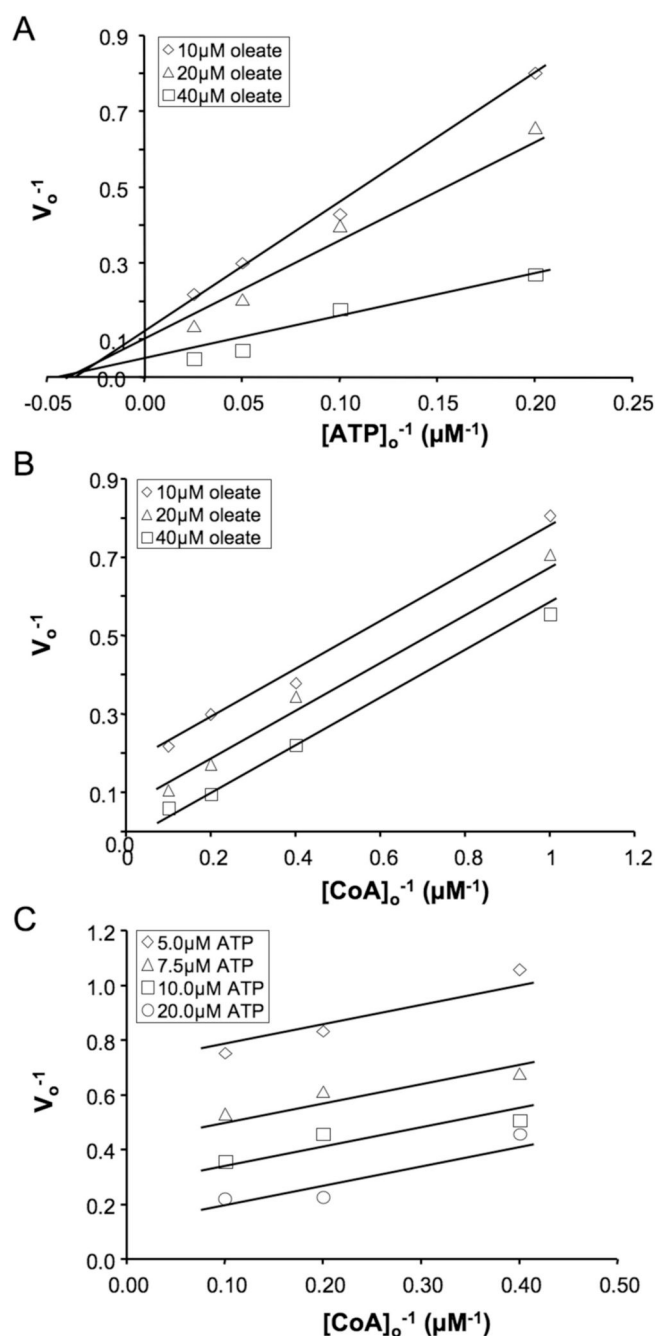 A
0.9
0.7
0.5
0.3
0.1
0.0
V₀⁻¹
◇ 10μM oleate
△ 20μM oleate
□ 40μM oleate
-0.05 0.00 0.05 0.10 0.15 0.20 0.25
[ATP]ₒ⁻¹ (μM⁻¹)
B
0.9
0.7
0.5
0.3
0.1
0.0
Vₒ⁻¹
◇ 10μM oleate
△ 20μM oleate
□ 40μM oleate
0.2 0.4 0.6 0.8 1 1.2
[CoA]ₒ⁻¹ (μM⁻¹)
C
1.2
1.0
0.8
0.6
0.4
0.2
0.0
Vₒ⁻¹
◇ 5.0μM ATP
△ 7.5μM ATP
□ 10.0μM ATP
○ 20.0μM ATP
0.00 0.10 0.20 0.30 0.40 0.50
[CoA]ₒ⁻¹ (μM⁻¹)